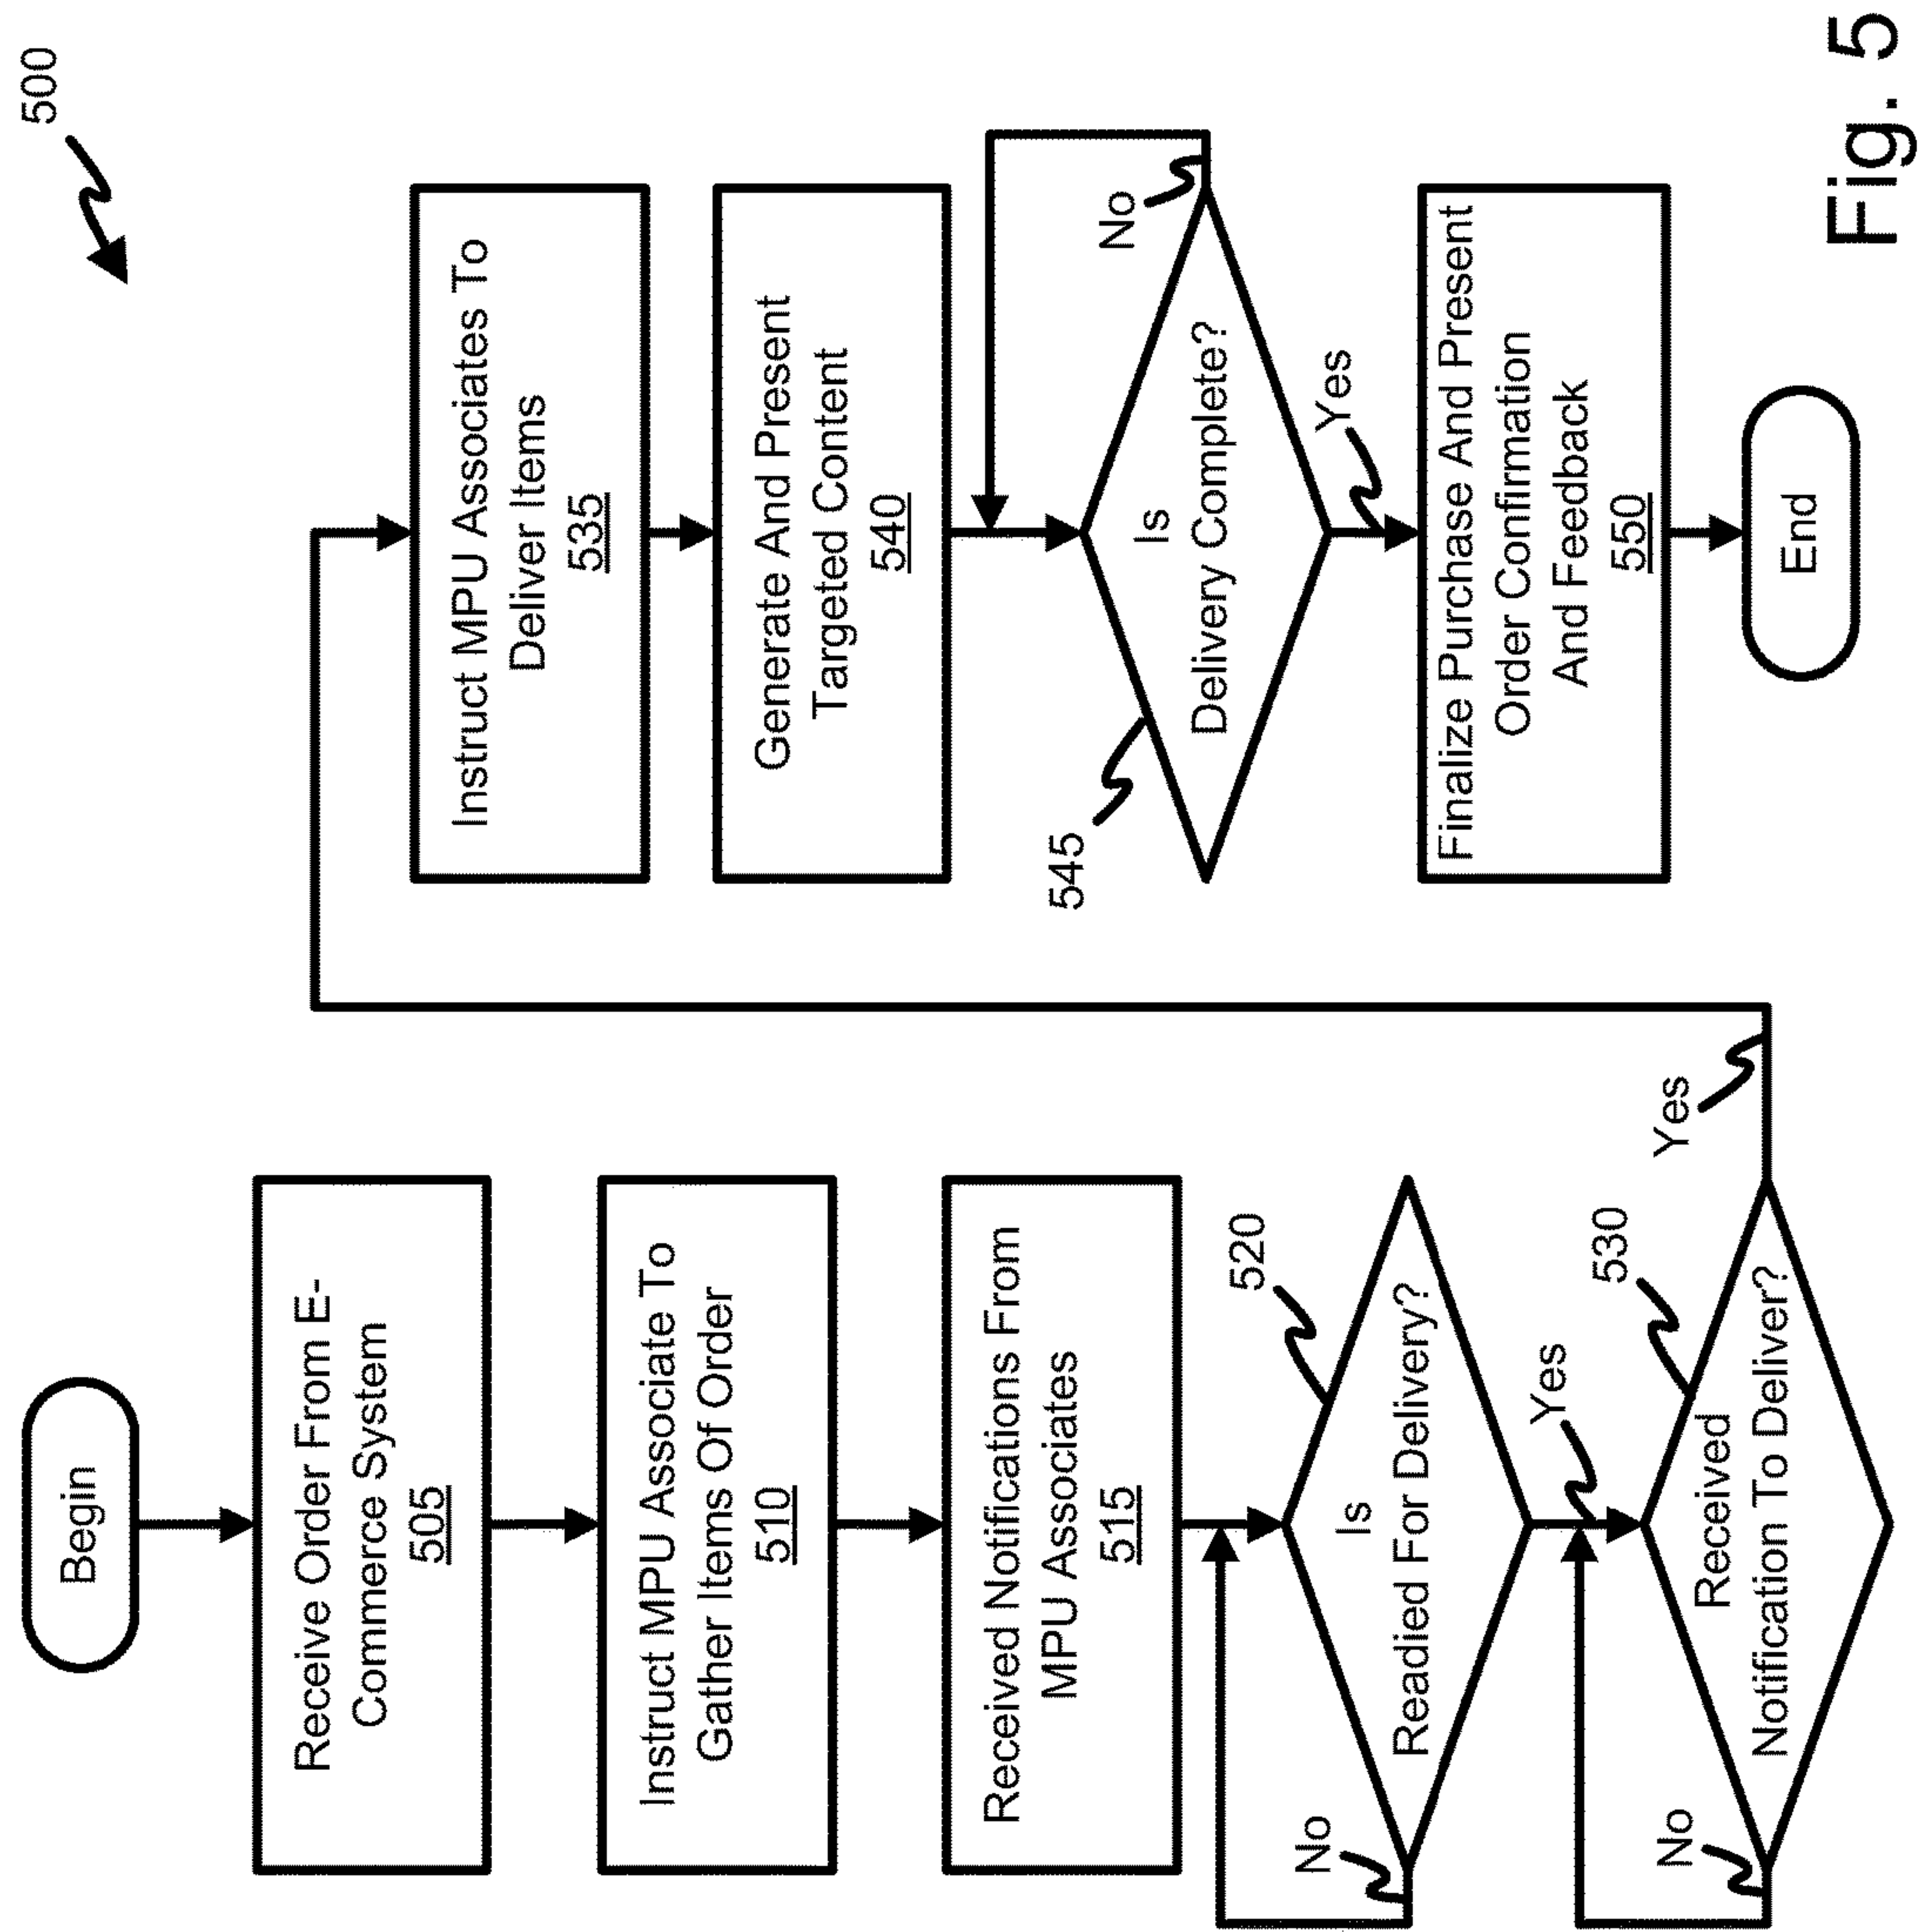 500
Begin
Receive Order From E-
Commerce System
505
Instruct MPU Associate To
Gather Items Of Order
510
Received Notifications From
MPU Associates
515
520
Is
Readied For Delivery?
No
Yes
530
Received
Notification To Deliver?
No
Yes
Instruct MPU Associates To
Deliver Items
535
Generate And Present
Targeted Content
540
545
Is
Delivery Complete?
No
Yes
Finalize Purchase And Present
Order Confirmation
And Feedback
550
End
Fig. 5